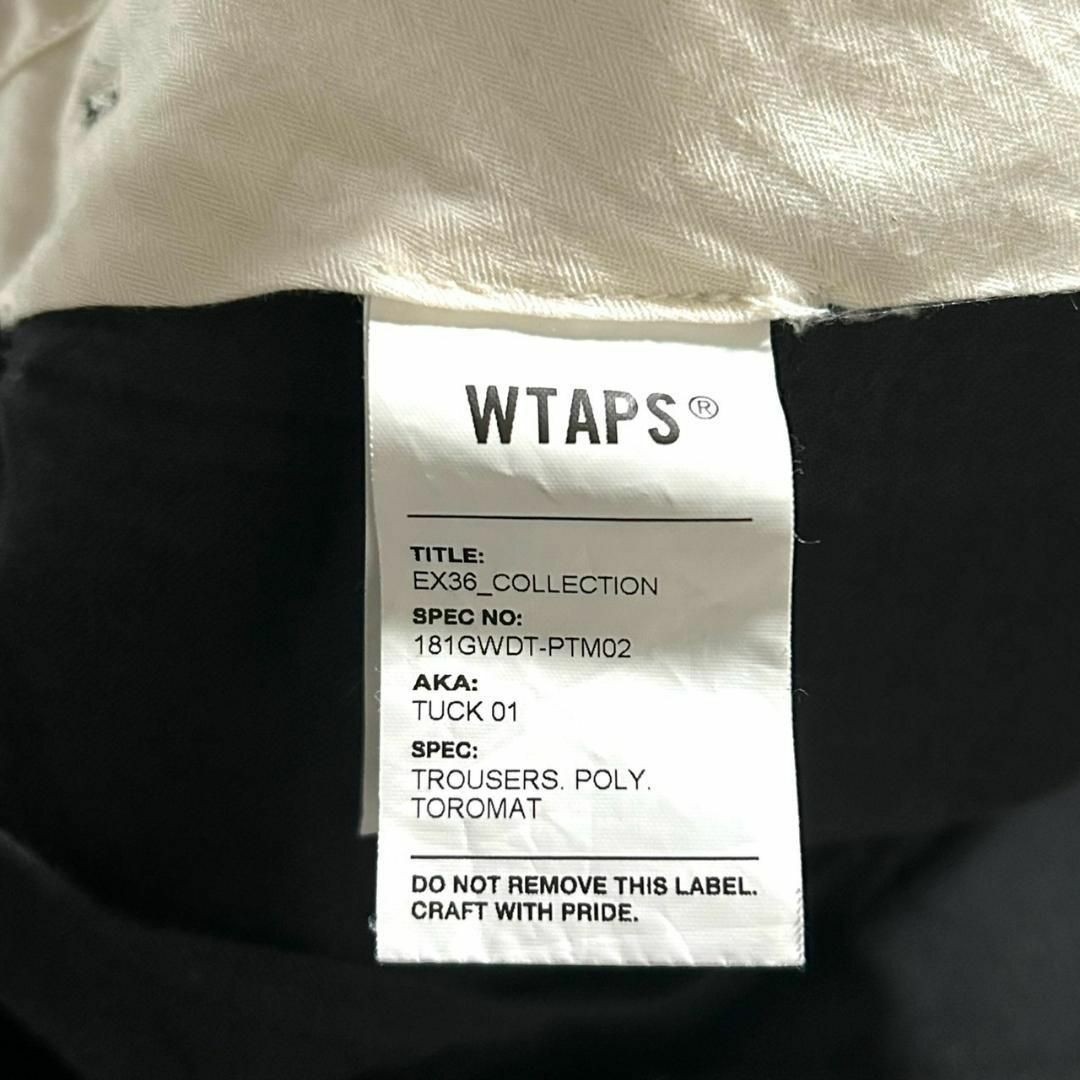 WTAPS®
TITLE:
EX36_COLLECTION
SPEC NO:
181GWDT-PTM02
AKA:
TUCK 01
SPEC:
TROUSERS. POLY.
TOROMAT
DO NOT REMOVE THIS LABEL.
CRAFT WITH PRIDE.